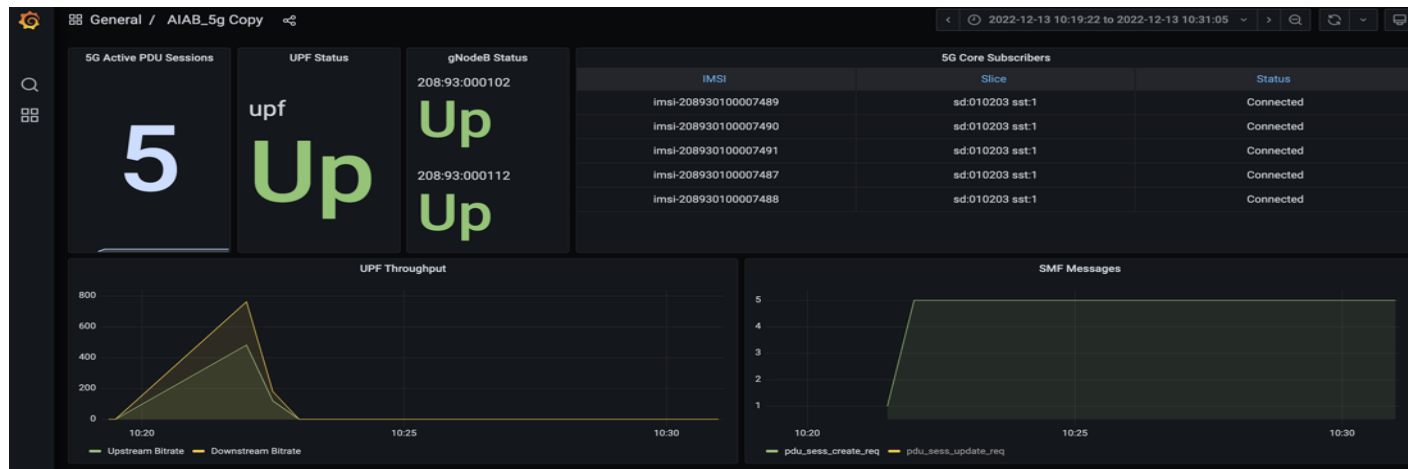 General / AIAB_5g Copy
2022-12-13 10:19:22 to 2022-12-13 10:31:05
5G Active PDU Sessions
5
UPF Status
upf
Up
gNodeB Status
208:93:000102
Up
208:93:000112
Up
5G Core Subscribers
IMSI Slice Status
imsi-208930100007489 sd:010203 sst:1 Connected
imsi-208930100007490 sd:010203 sst:1 Connected
imsi-208930100007491 sd:010203 sst:1 Connected
imsi-208930100007487 sd:010203 sst:1 Connected
imsi-208930100007488 sd:010203 sst:1 Connected
UPF Throughput
800
600
400
200
0
10:20 10:25 10:30
Upstream Bitrate Downstream Bitrate
SMF Messages
5
4
3
2
1
10:20 10:25 10:30
pdu_sess_create_req pdu_sess_update_req